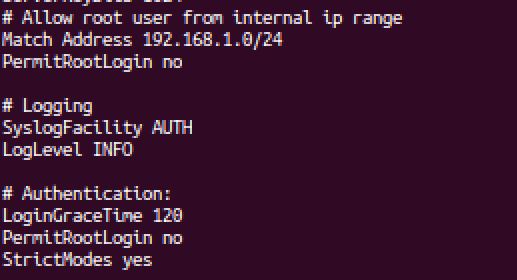 # Allow root user from internal ip range
Match Address 192.168.1.0/24
PermitRootLogin no
# Logging
SyslogFacility AUTH
LogLevel INFO
# Authentication:
LoginGraceTime 120
PermitRootLogin no
StrictModes yes